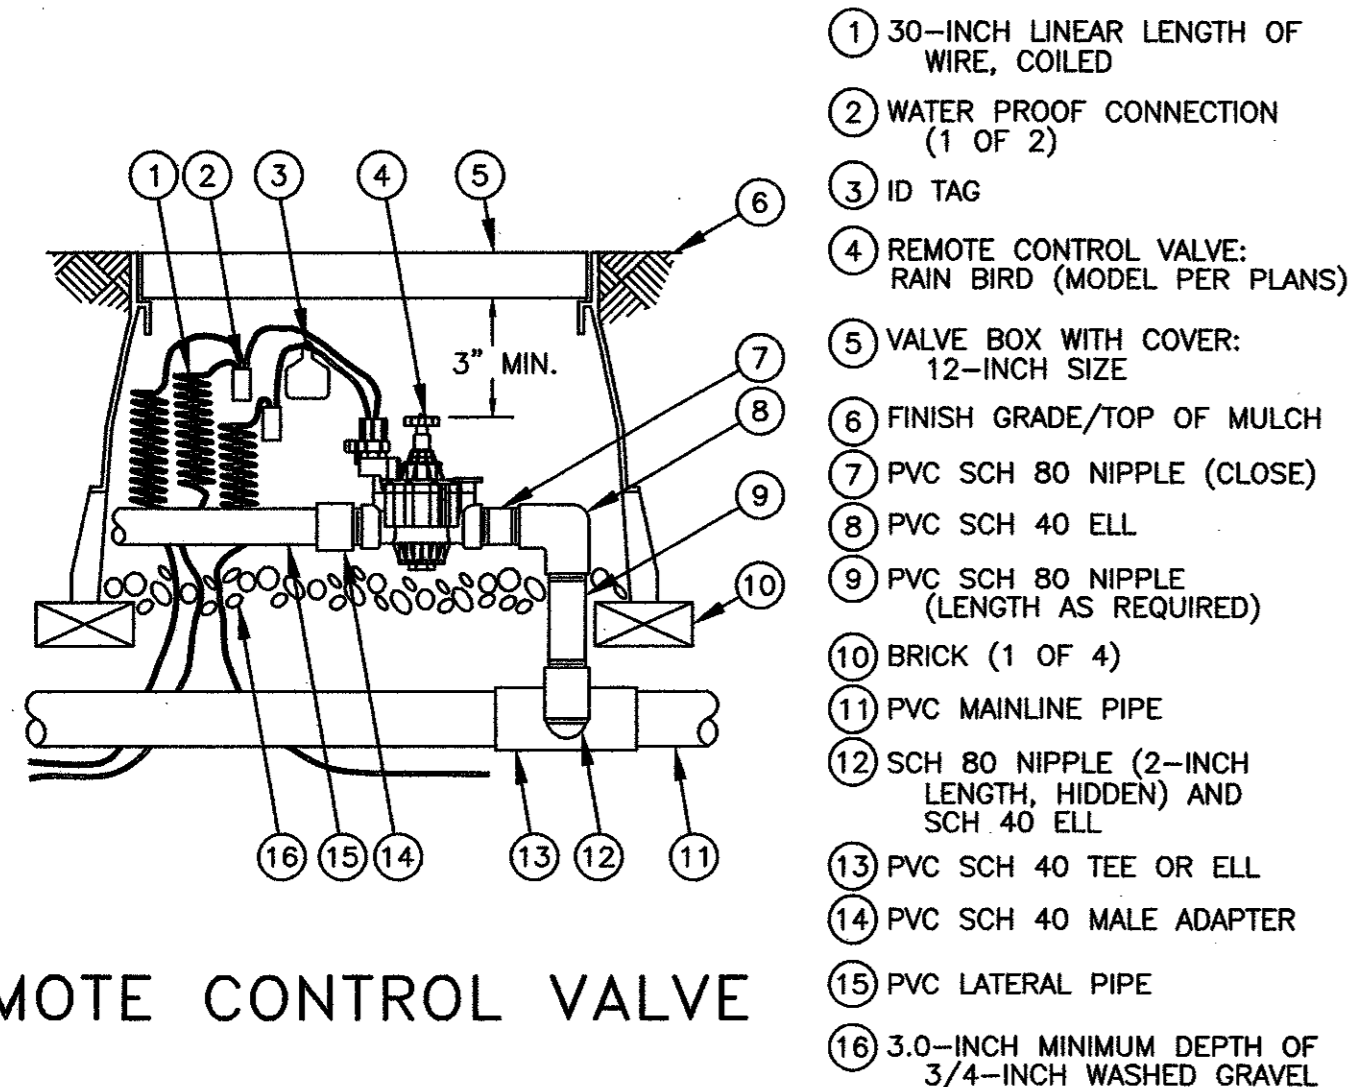 1 2 3 4 5
6
3" MIN.
7
8
9
10
16 15 14 13 12 11
MOTE CONTROL VALVE
1 30-INCH LINEAR LENGTH OF
WIRE, COILED
2 WATER PROOF CONNECTION
(1 OF 2)
3 ID TAG
4 REMOTE CONTROL VALVE:
RAIN BIRD (MODEL PER PLANS)
5 VALVE BOX WITH COVER:
12-INCH SIZE
6 FINISH GRADE/TOP OF MULCH
7 PVC SCH 80 NIPPLE (CLOSE)
8 PVC SCH 40 ELL
9 PVC SCH 80 NIPPLE
(LENGTH AS REQUIRED)
10 BRICK (1 OF 4)
11 PVC MAINLINE PIPE
12 SCH 80 NIPPLE (2-INCH
LENGTH, HIDDEN) AND
SCH 40 ELL
13 PVC SCH 40 TEE OR ELL
14 PVC SCH 40 MALE ADAPTER
15 PVC LATERAL PIPE
16 3.0-INCH MINIMUM DEPTH OF
3/4-INCH WASHED GRAVEL